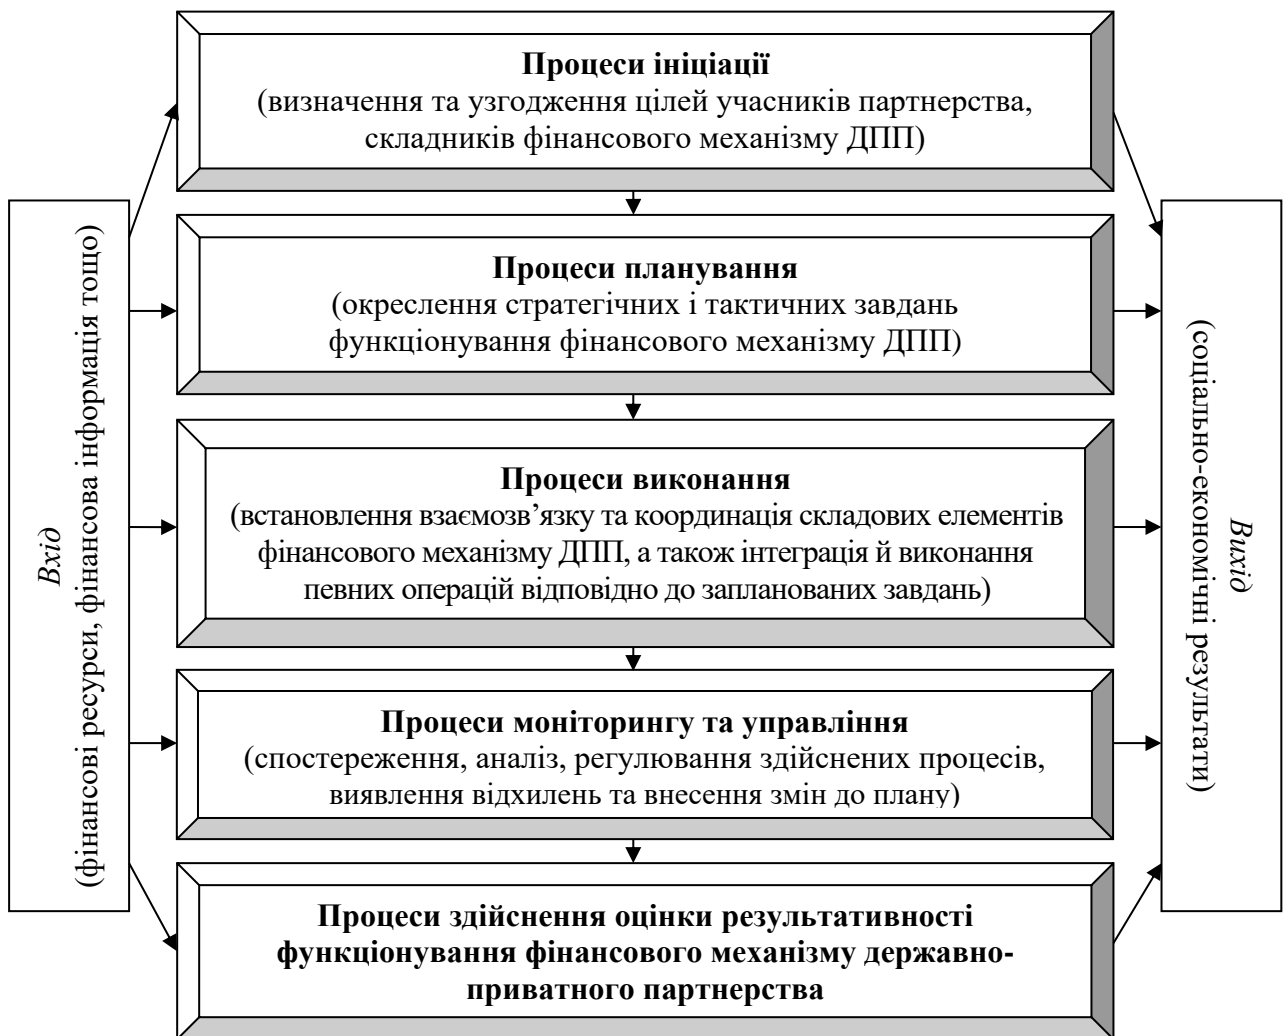 Процеси ініціації
(визначення та узгодження цілей учасників партнерства,
складників фінансового механізму ДПП)
Вхід
(фінансові ресурси, фінансова інформація тощо)
Процеси планування
(окреслення стратегічних і тактичних завдань
функціонування фінансового механізму ДПП)
Процеси виконання
(встановлення взаємозв’язку та координація складових елементів
фінансового механізму ДПП, а також інтеграція й виконання
певних операцій відповідно до запланованих завдань)
Процеси моніторингу та управління
(спостереження, аналіз, регулювання здійснених процесів,
виявлення відхилень та внесення змін до плану)
Процеси здійснення оцінки результативності
функціонування фінансового механізму державно-
приватного партнерства
Вихід
(соціально-економічні результати)